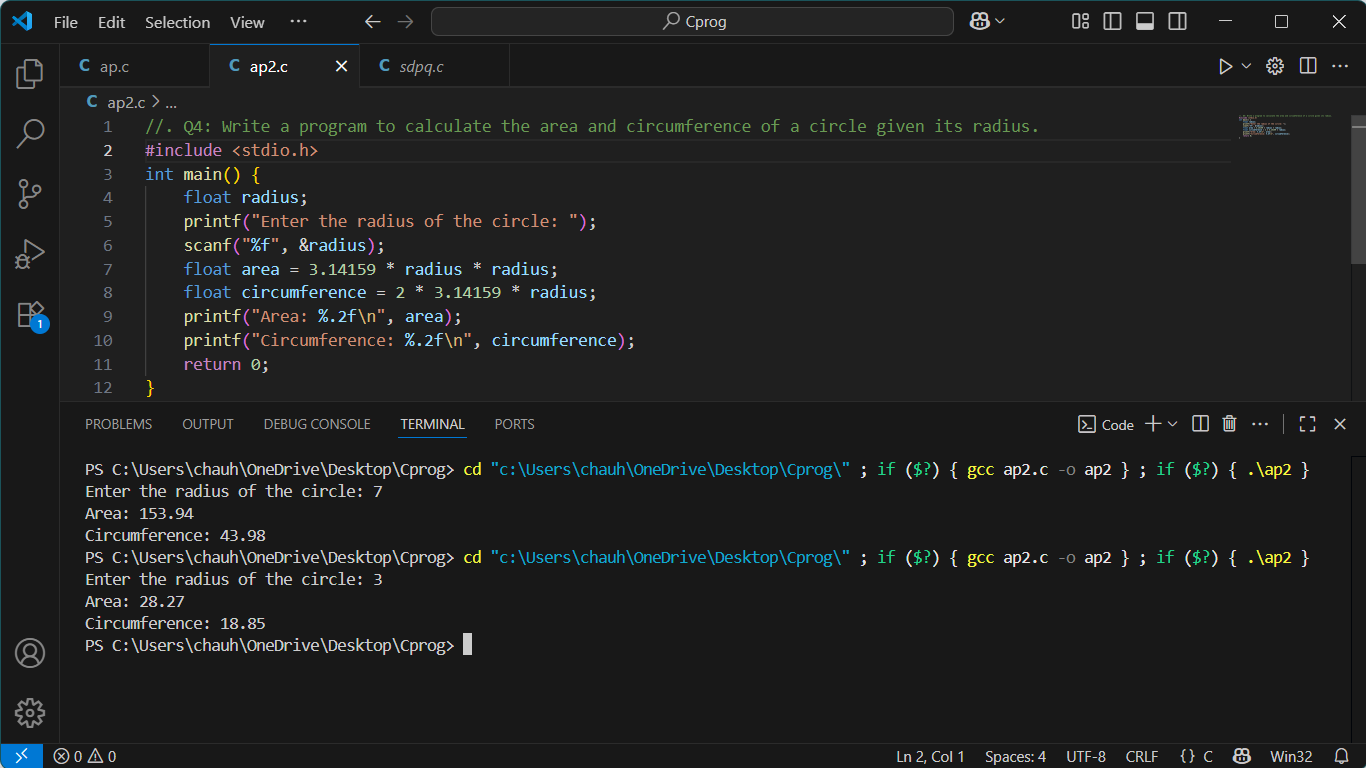 File Edit Selection View ··· Cprog
ap.c ap2.c sdpq.c
ap2.c > ...
1 //. Q4: Write a program to calculate the area and circumference of a circle given its radius.
2 #include <stdio.h>
3 int main() {
4     float radius;
5     printf("Enter the radius of the circle: ");
6     scanf("%f", &radius);
7     float area = 3.14159 * radius * radius;
8     float circumference = 2 * 3.14159 * radius;
9     printf("Area: %.2f\n", area);
10     printf("Circumference: %.2f\n", circumference);
11     return 0;
12 }
1
PROBLEMS OUTPUT DEBUG CONSOLE TERMINAL PORTS Code
PS C:\Users\chauh\OneDrive\Desktop\Cprog> cd "c:\Users\chauh\OneDrive\Desktop\Cprog\" ; if ($?) { gcc ap2.c -o ap2 } ; if ($?) { .\ap2 }
Enter the radius of the circle: 7
Area: 153.94
Circumference: 43.98
PS C:\Users\chauh\OneDrive\Desktop\Cprog> cd "c:\Users\chauh\OneDrive\Desktop\Cprog\" ; if ($?) { gcc ap2.c -o ap2 } ; if ($?) { .\ap2 }
Enter the radius of the circle: 3
Area: 28.27
Circumference: 18.85
PS C:\Users\chauh\OneDrive\Desktop\Cprog>
0 0 Ln 2, Col 1 Spaces: 4 UTF-8 CRLF {} C Win32